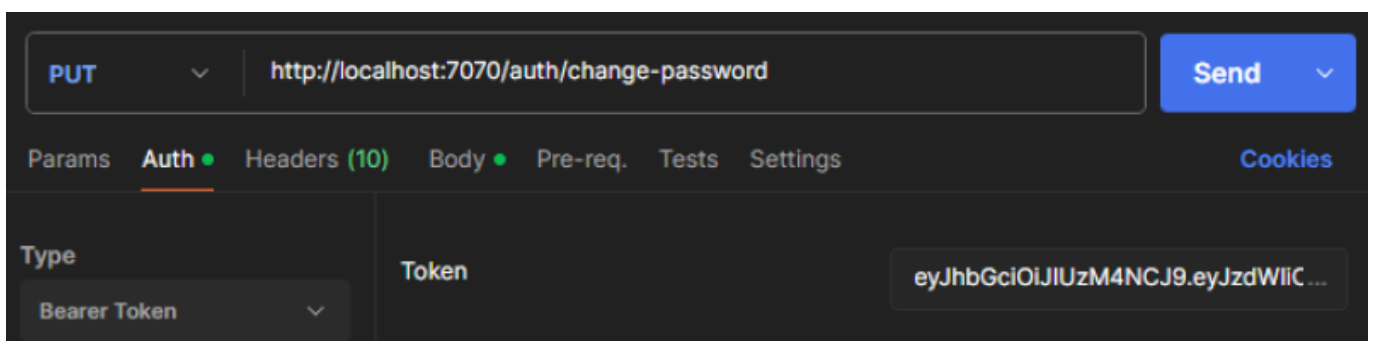 PUT http://localhost:7070/auth/change-password Send
Params Auth Headers (10) Body Pre-req. Tests Settings Cookies
Type
Token eyJhbGciOiJIUzM4NCJ9.eyJzdWIiC...
Bearer Token